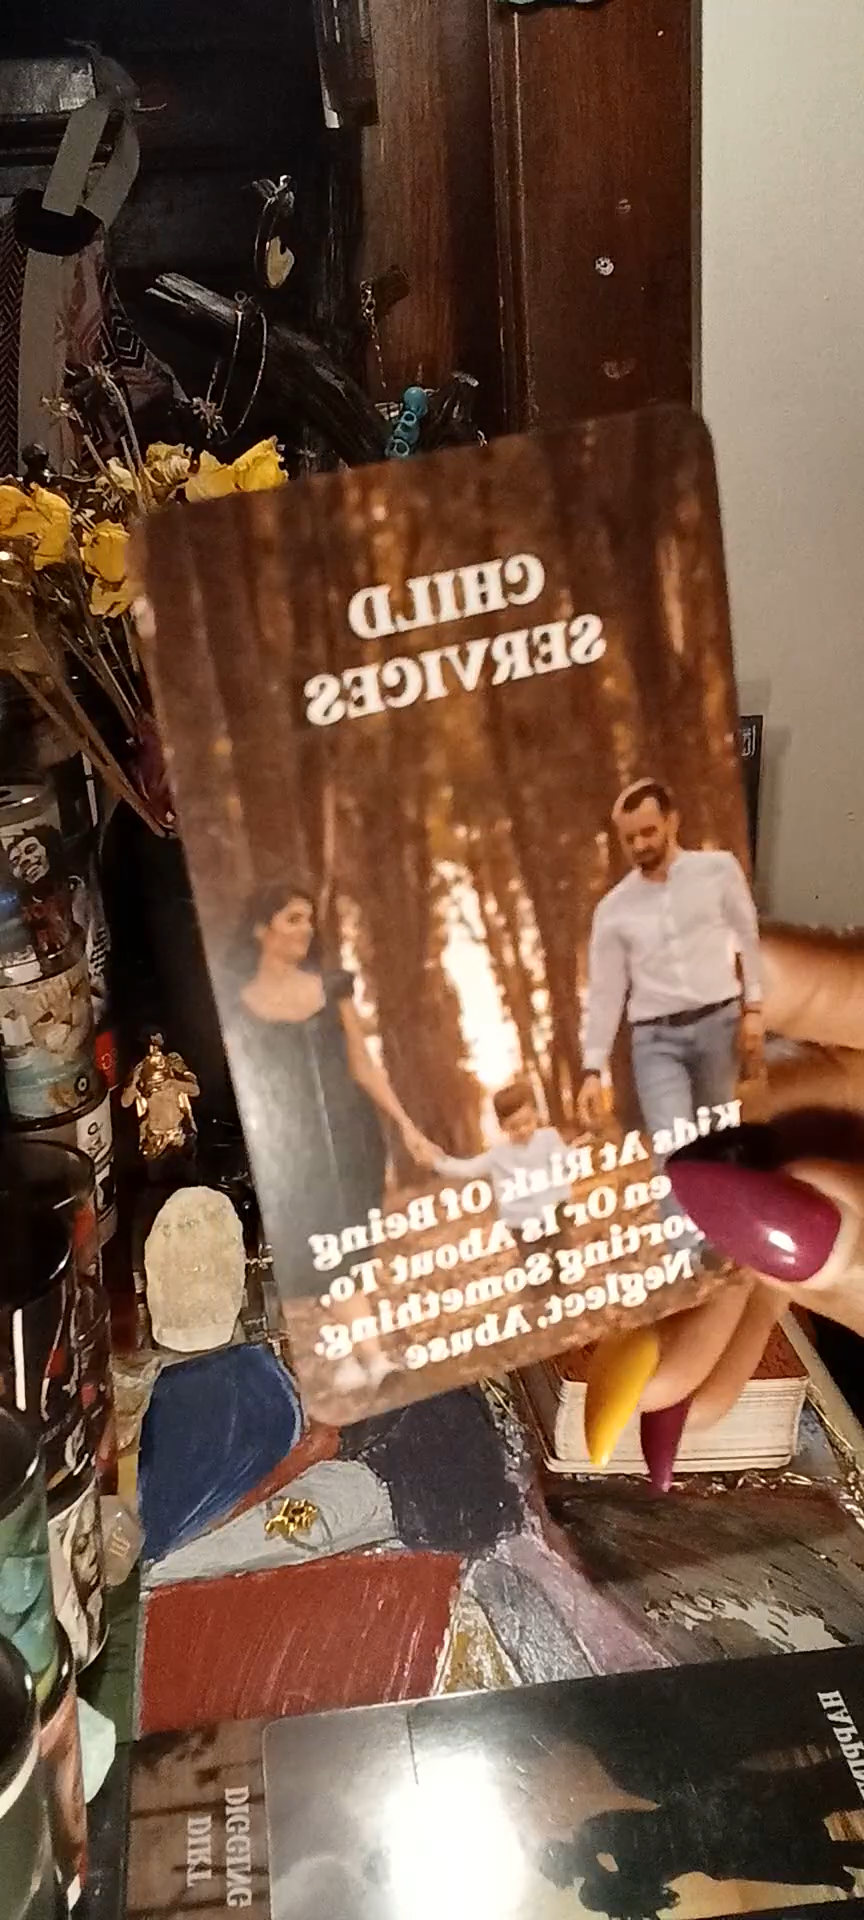 CHILD
SERVICES
Kids At Risk Of Being
en Or Is About To,
orting Something,
Neglect, Abuse
DIGGING
DIRT